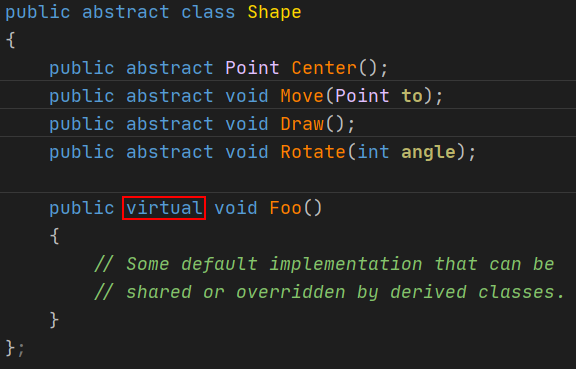 public abstract class Shape
{
    public abstract Point Center();
    public abstract void Move(Point to);
    public abstract void Draw();
    public abstract void Rotate(int angle);
    public virtual void Foo()
    {
        // Some default implementation that can be
        // shared or overridden by derived classes.
    }
};